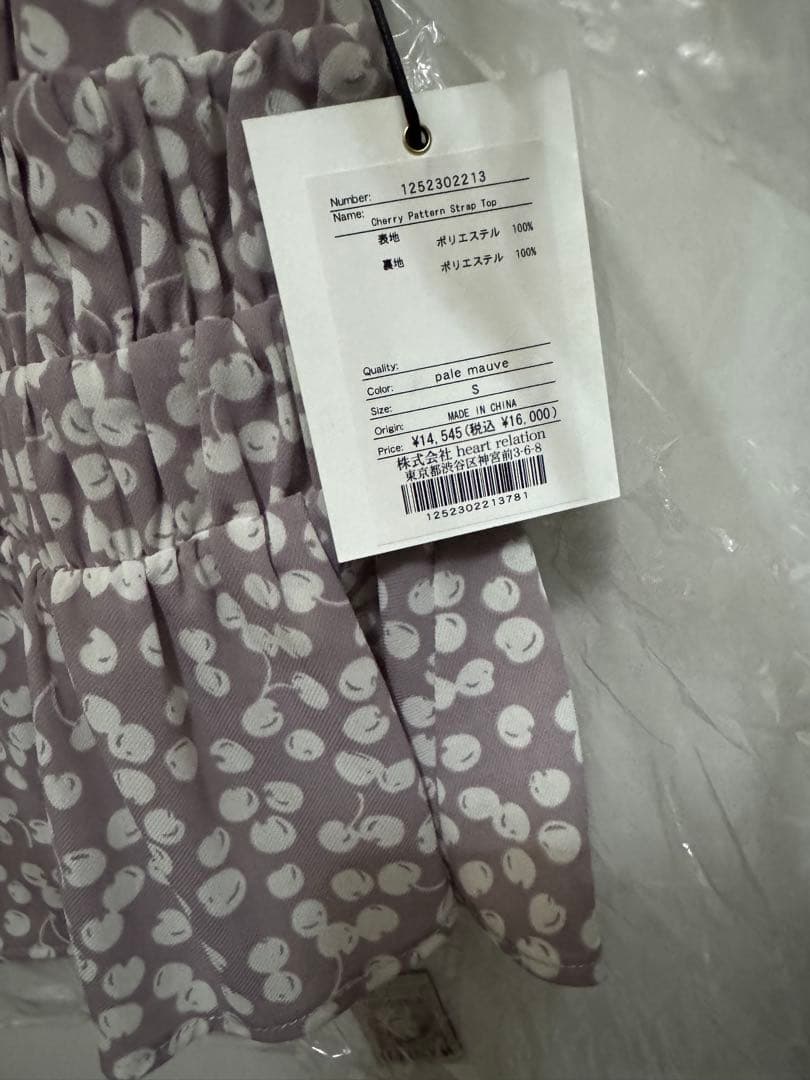 Number: 1252302213
Name: Cherry Pattern Strap Top
表地 ポリエステル 100%
裏地 ポリエステル 100%
Quality:
Color: pale mauve
Size: S
Origin: MADE IN CHINA
Price: ¥14,545(税込 ¥16,000)
株式会社 heart relation
東京都渋谷区神宮前3-6-8
1252302213781